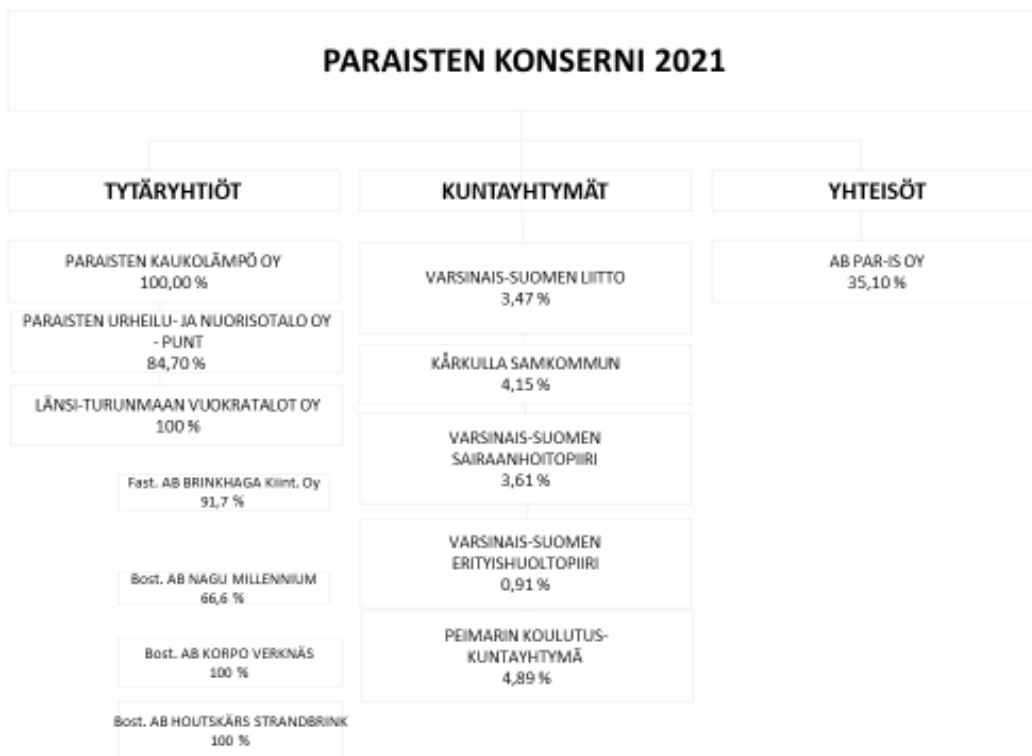 PARAISTEN KONSERNI 2021
TYTÄRYHTIÖT
PARAISTEN KAUKOLÄMPÖ OY
100,00 %
PARAISTEN URHEILU- JA NUORISOTALO OY
- PUNT
84,70 %
LÄNSI-TURUNMAAN VUOKRATALOT OY
100 %
Fast. AB BRINKHAGA Kiint. Oy
91,7 %
Bost. AB NAGU MILLENNIUM
66,6 %
Bost. AB KORPO VERKNÄS
100 %
Bost. AB HOUTSKÄRS STRANDBRINK
100 %
KUNTAYHTYMÄT
VARSINAIS-SUOMEN LIITTO
3,47 %
KÅRKULLA SAMKOMMUN
4,15 %
VARSINAIS-SUOMEN
SAIRAANHOITOPIIRI
3,61 %
VARSINAIS-SUOMEN
ERITYISHUOLTOPIIRI
0,91 %
PEIMARIN KOULUTUS-
KUNTAYHTYMÄ
4,89 %
YHTEISÖT
AB PAR-IS OY
35,10 %